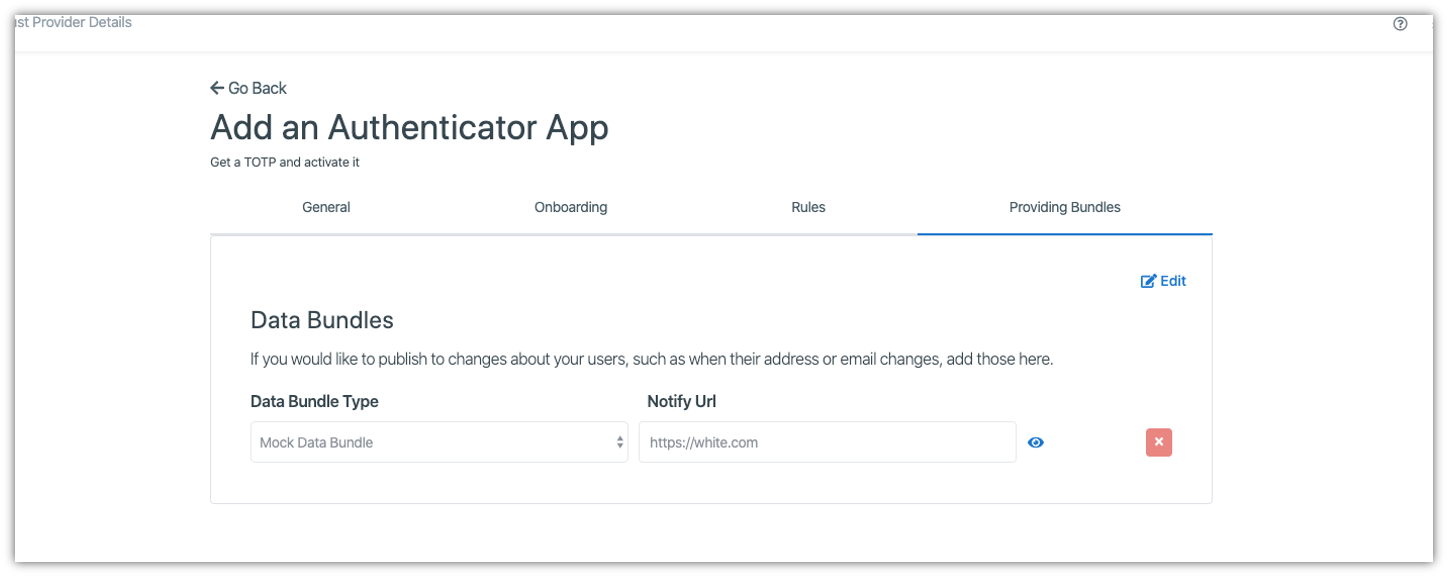 ust Provider Details
Go Back
Add an Authenticator App
Get a TOTP and activate it
General Onboarding Rules Providing Bundles
Edit
Data Bundles
If you would like to publish to changes about your users, such as when their address or email changes, add those here.
Data Bundle Type Notify Url
Mock Data Bundle https://white.com